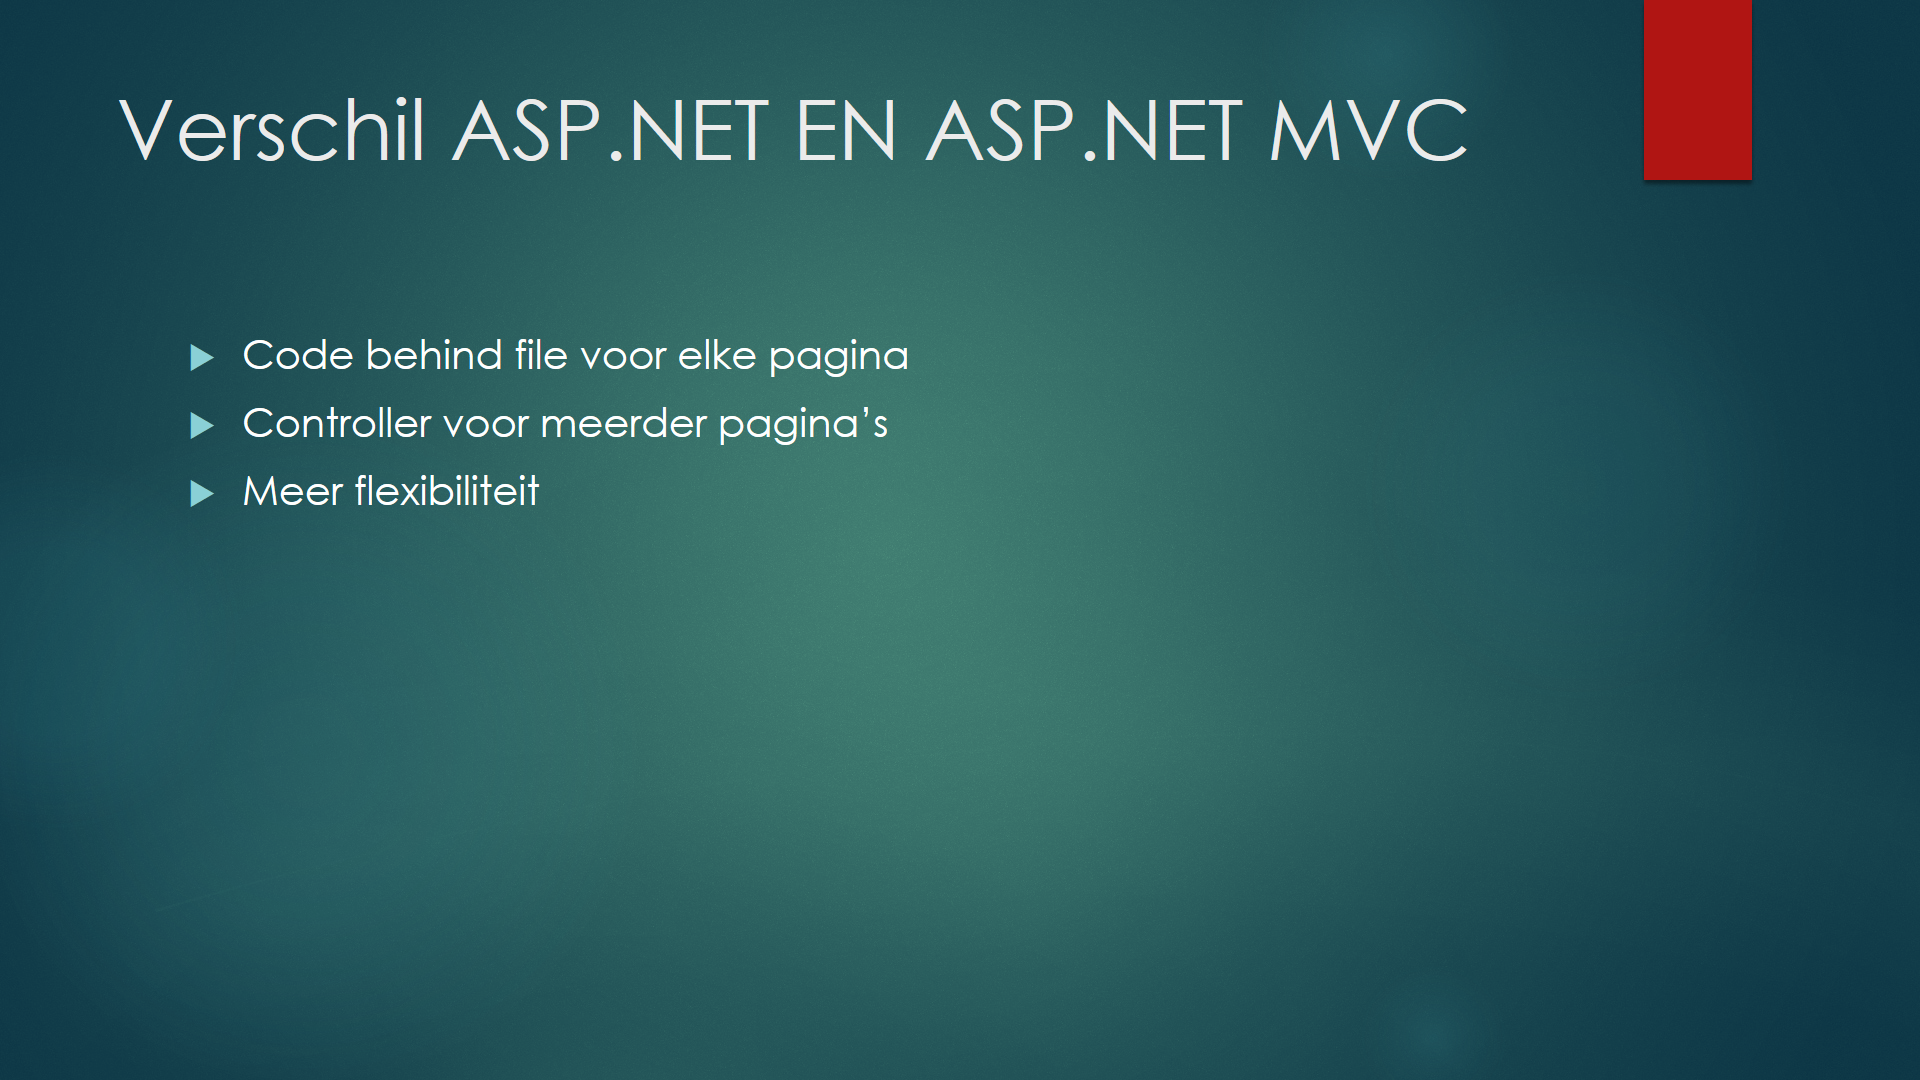 Verschil ASP.NET EN ASP.NET MVC
Code behind file voor elke pagina
Controller voor meerder pagina’s
Meer flexibiliteit